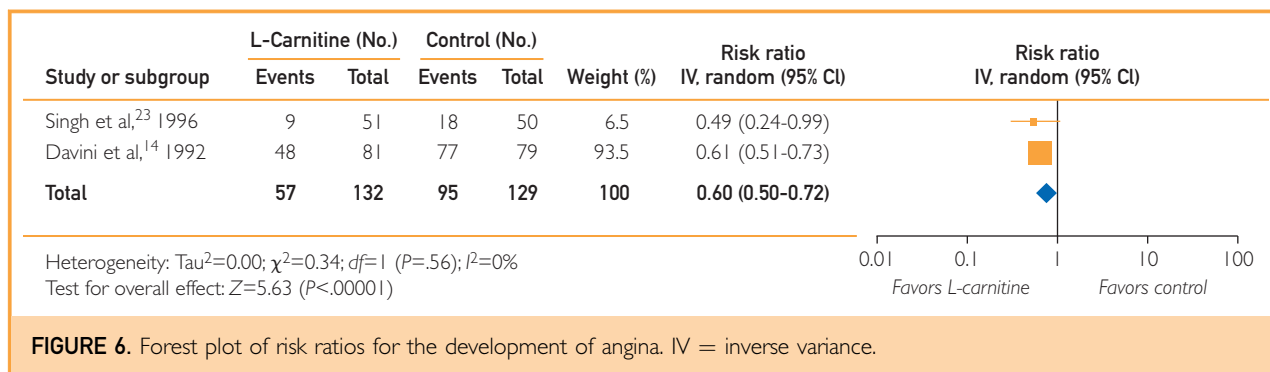 L-Carnitine (No.) Control (No.) Risk ratio Risk ratio
Study or subgroup Events Total Events Total Weight (%) IV, random (95% CI) IV, random (95% CI)
Singh et al,23 1996 9 51 18 50 6.5 0.49 (0.24-0.99)
Davini et al,14 1992 48 81 77 79 93.5 0.61 (0.51-0.73)
Total 57 132 95 129 100 0.60 (0.50-0.72)
Heterogeneity: Tau2=0.00; χ2=0.34; df=1 (P=.56); I2=0%
Test for overall effect: Z=5.63 (P<.00001)
0.01 0.1 1 10 100
Favors L-carnitine Favors control
FIGURE 6. Forest plot of risk ratios for the development of angina. IV = inverse variance.